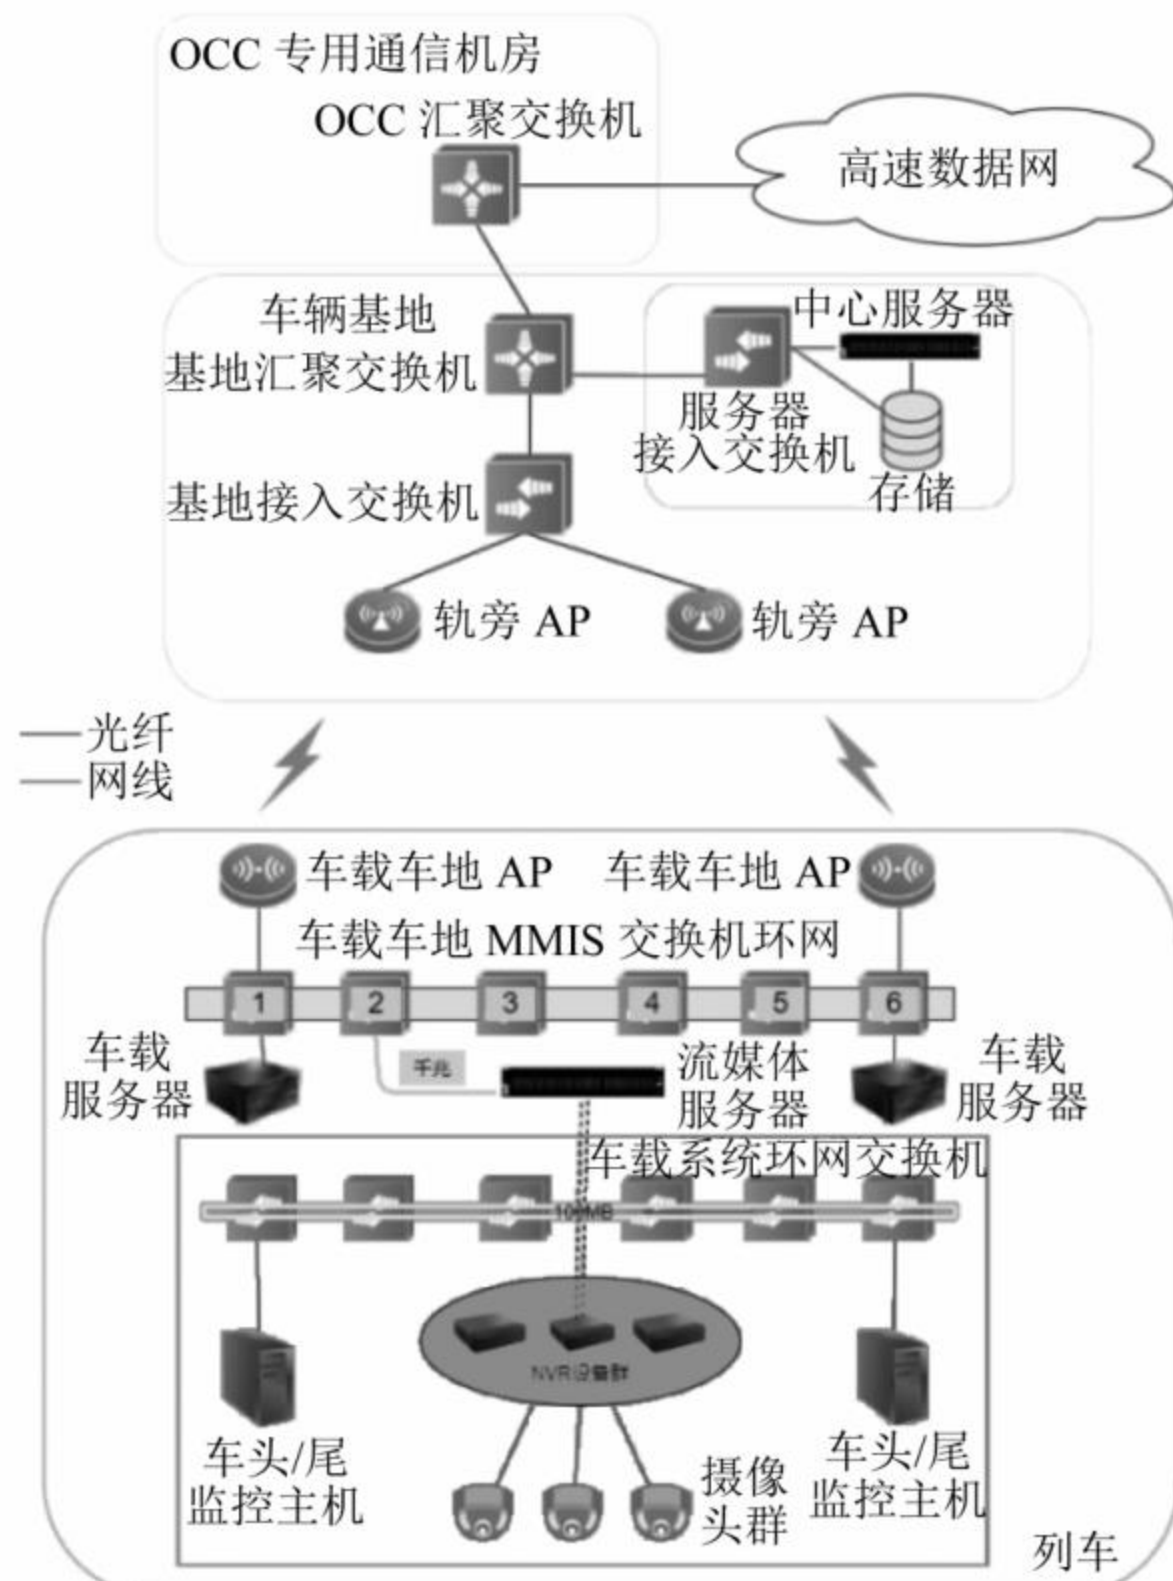 OCC 专用通信机房
OCC 汇聚交换机
高速数据网
车辆基地
基地汇聚交换机
中心服务器
服务器
接入交换机
存储
基地接入交换机
轨旁 AP
轨旁 AP
光纤
网线
车载车地 AP
车载车地 AP
车载车地 MMIS 交换机环网
1
2
3
4
5
6
车载
服务器
千兆
流媒体
服务器
车载
服务器
车载系统环网交换机
100MB
NVR设备群
车头/尾
监控主机
摄像
头群
车头/尾
监控主机
列车